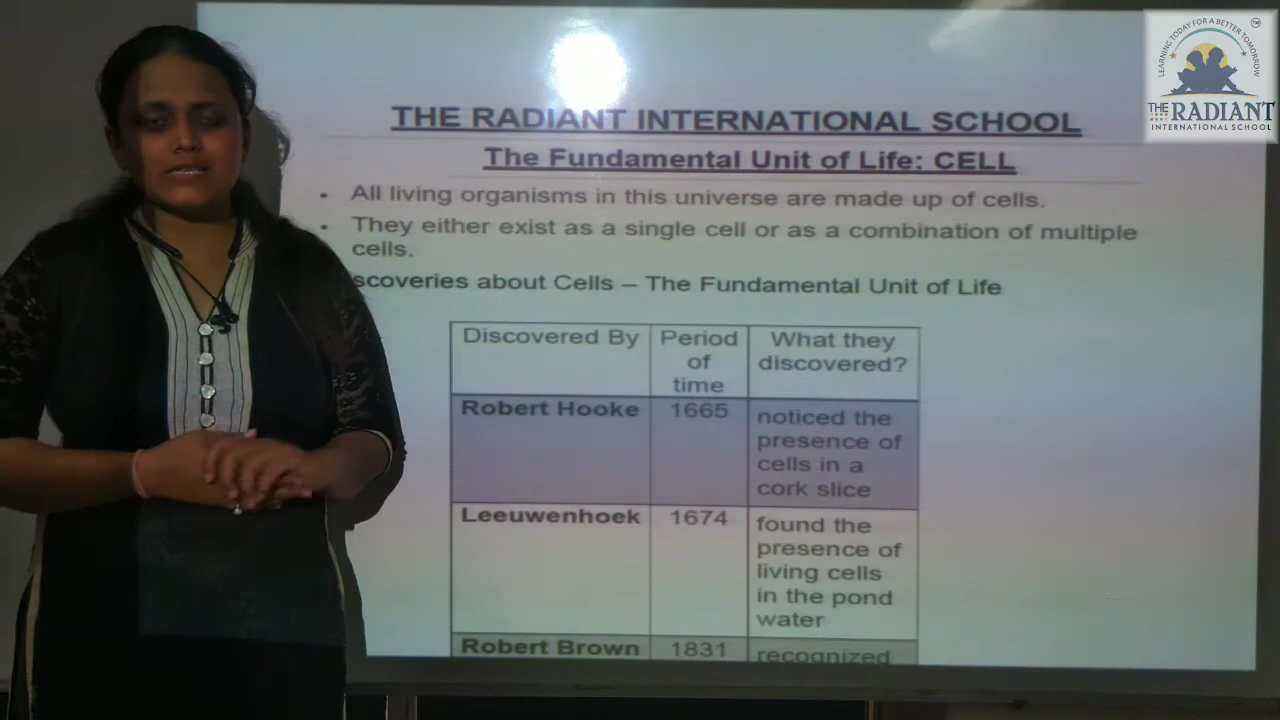 LEARNING TODAY FOR A BETTER TOMORROW
TM
THE RADIANT
INTERNATIONAL SCHOOL
THE RADIANT INTERNATIONAL SCHOOL
The Fundamental Unit of Life: CELL
• All living organisms in this universe are made up of cells.
• They either exist as a single cell or as a combination of multiple
cells.
scoveries about Cells – The Fundamental Unit of Life
Discovered By
Period
of
time
What they
discovered?
Robert Hooke
1665
noticed the
presence of
cells in a
cork slice
Leeuwenhoek
1674
found the
presence of
living cells
in the pond
water
Robert Brown
1831
recognized